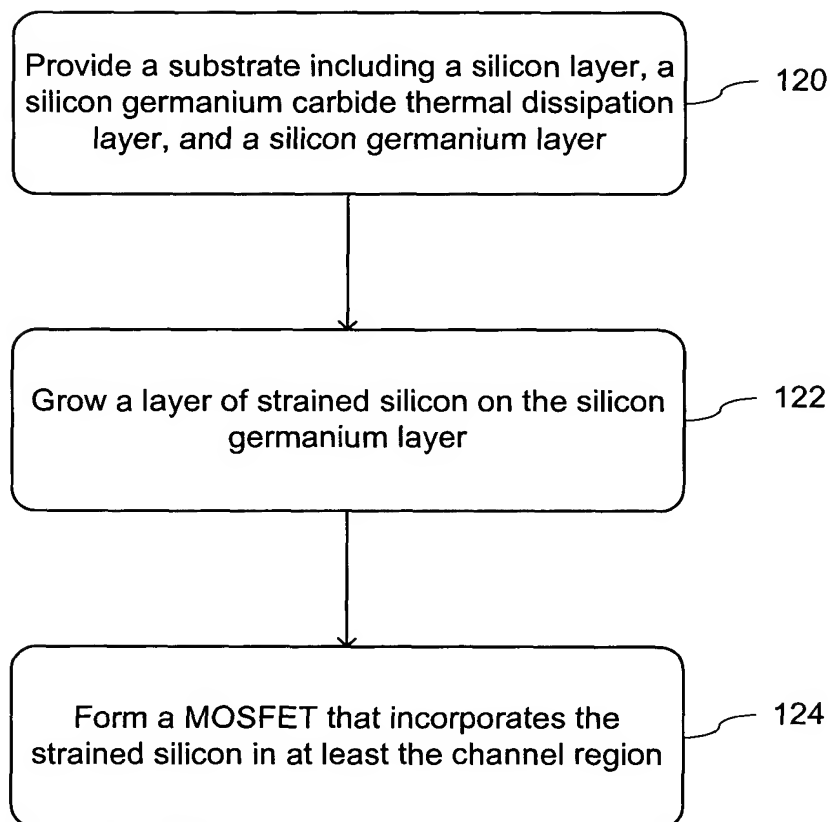 Provide a substrate including a silicon layer, a
silicon germanium carbide thermal dissipation
layer, and a silicon germanium layer
120
Grow a layer of strained silicon on the silicon
germanium layer
122
Form a MOSFET that incorporates the
strained silicon in at least the channel region
124